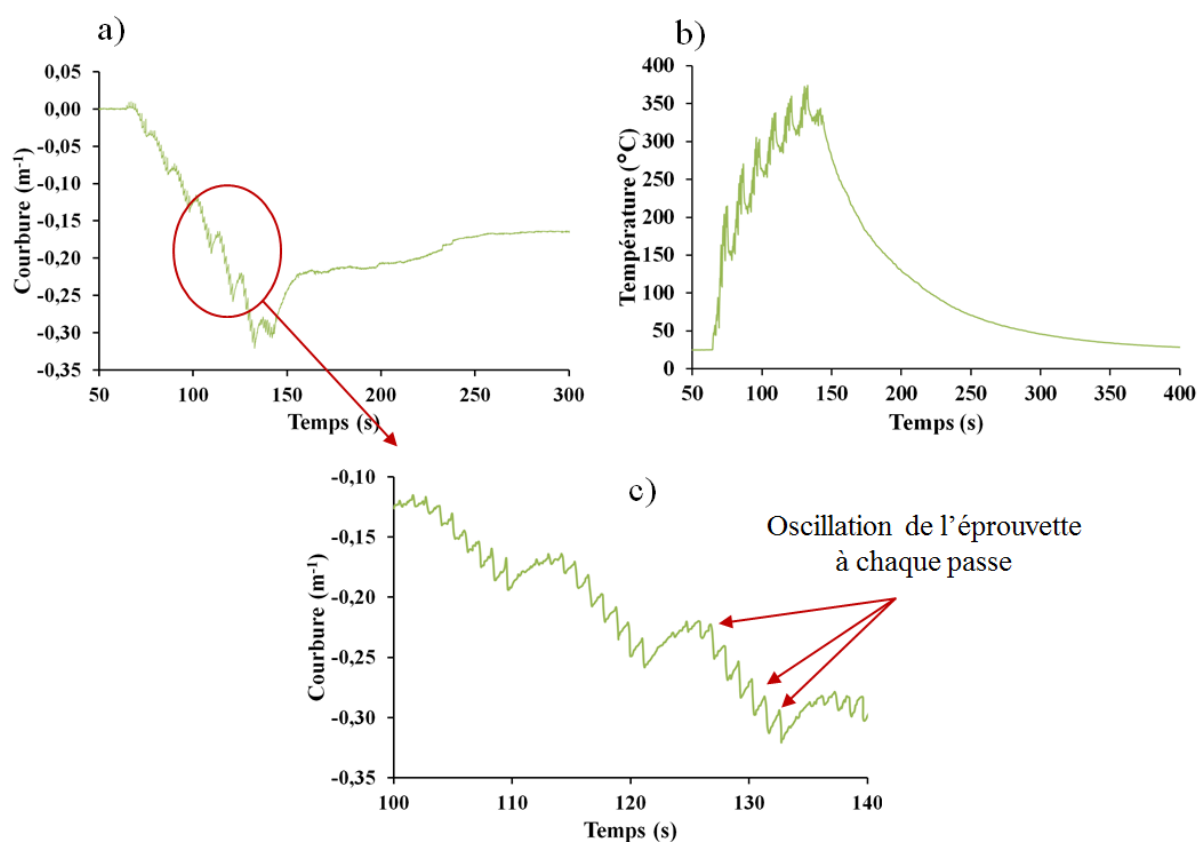 a)
0,05
0,00
-0,05
-0,10
-0,15
-0,20
-0,25
-0,30
-0,35
Courbure (m-1)
50 100 150 200 250 300
Temps (s)
b)
400
350
300
250
200
150
100
50
0
Température (°C)
50 100 150 200 250 300 350 400
Temps (s)
c)
-0,10
-0,15
-0,20
-0,25
-0,30
-0,35
Courbure (m-1)
100 110 120 130 140
Temps (s)
Oscillation de l’éprouvette
à chaque passe